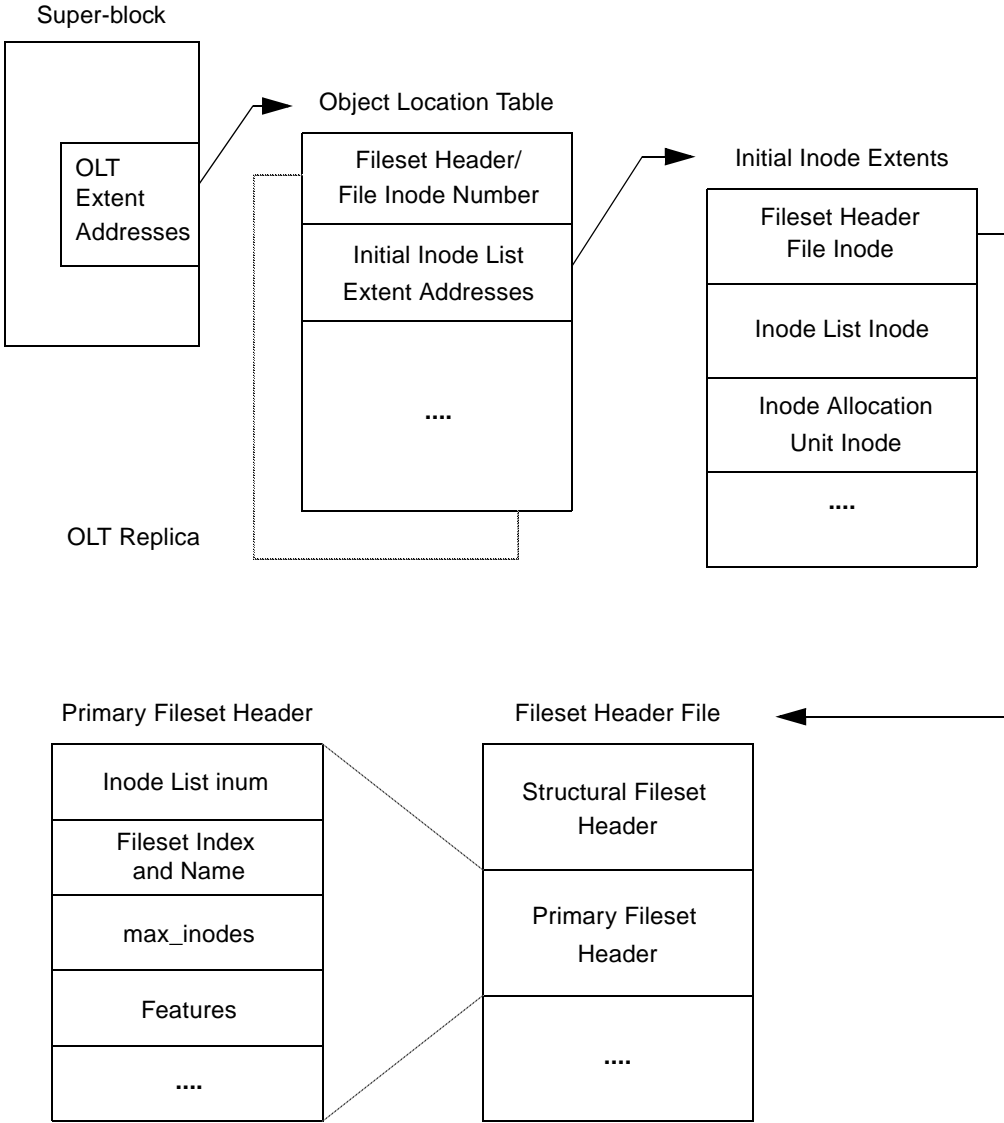 Super-block
OLT
Extent
Addresses
Object Location Table
Fileset Header/
File Inode Number
Initial Inode List
Extent Addresses
....
OLT Replica
Initial Inode Extents
Fileset Header
File Inode
Inode List Inode
Inode Allocation
Unit Inode
....
Primary Fileset Header
Inode List inum
Fileset Index
and Name
max_inodes
Features
....
Fileset Header File
Structural Fileset
Header
Primary Fileset
Header
....